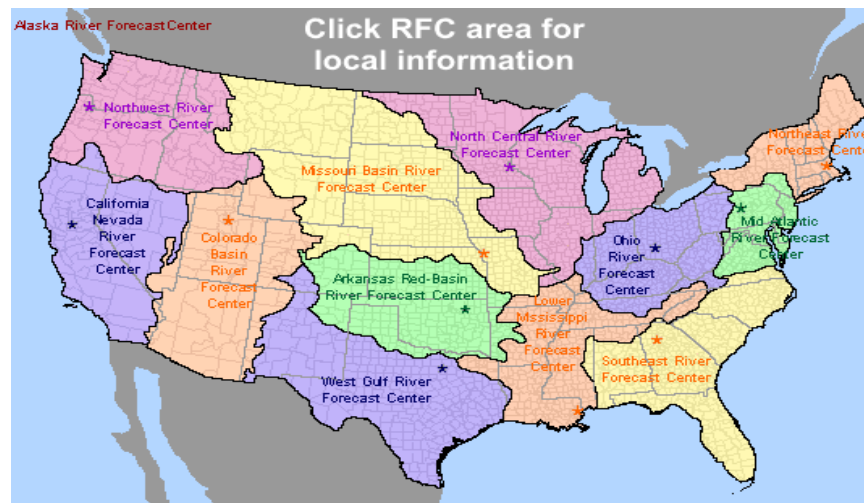 Alaska River Forecast Center
Click RFC area for
local information
Northwest River
Forecast Center
North Central River
Forecast Center
Northeast River
Forecast Cente
Missouri Basin River
Forecast Center
California
Nevada
River
Forecast
Center
Colorado
Basin
River
Forecast
Center
Ohio
River
Forecast
Center
Mid-Atlantic
River Forecast
Center
Arkansas Red-Basin
River Forecast Center
Lower
Mssissippi
River
Forecast
Center
Southeast River
Forecast Center
West Gulf River
Forecast Center